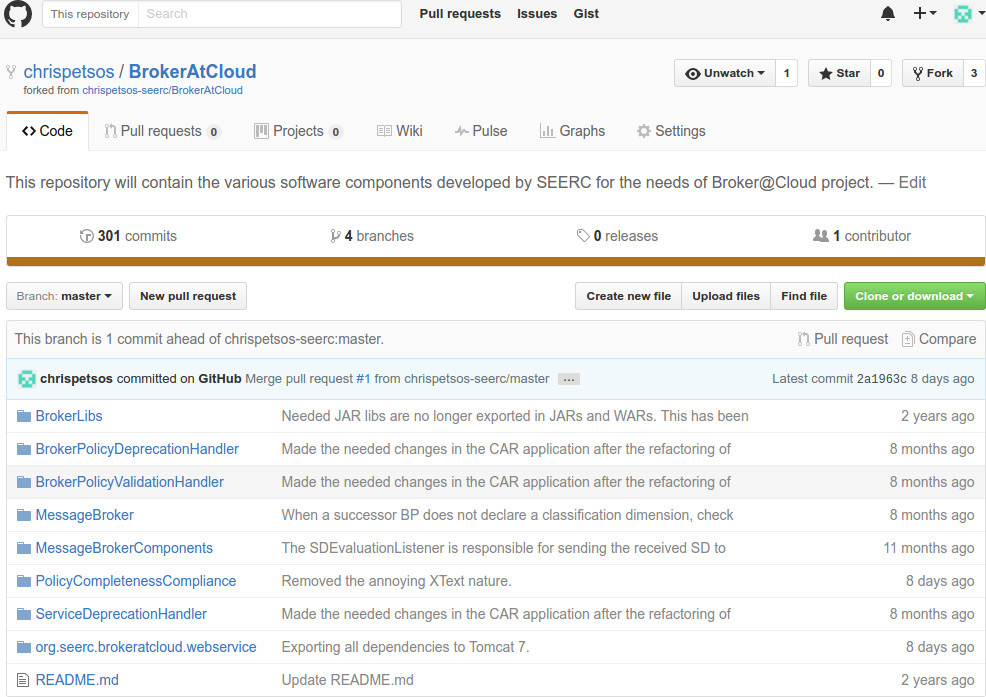 This repository Search Pull requests Issues Gist
chrispetsos / BrokerAtCloud Unwatch 1 Star 0 Fork 3
forked from chrispetsos-seerc/BrokerAtCloud
Code Pull requests 0 Projects 0 Wiki Pulse Graphs Settings
This repository will contain the various software components developed by SEERC for the needs of Broker@Cloud project. — Edit
301 commits 4 branches 0 releases 1 contributor
Branch: master New pull request Create new file Upload files Find file Clone or download
This branch is 1 commit ahead of chrispetsos-seerc:master. Pull request Compare
chrispetsos committed on GitHub Merge pull request #1 from chrispetsos-seerc/master ... Latest commit 2a1963c 8 days ago
BrokerLibs Needed JAR libs are no longer exported in JARs and WARs. This has been 2 years ago
BrokerPolicyDeprecationHandler Made the needed changes in the CAR application after the refactoring of 8 months ago
BrokerPolicyValidationHandler Made the needed changes in the CAR application after the refactoring of 8 months ago
MessageBroker When a successor BP does not declare a classification dimension, check 8 months ago
MessageBrokerComponents The SDEvaluationListener is responsible for sending the received SD to 11 months ago
PolicyCompletenessCompliance Removed the annoying XText nature. 8 days ago
ServiceDeprecationHandler Made the needed changes in the CAR application after the refactoring of 8 months ago
org.seerc.brokeratcloud.webservice Exporting all dependencies to Tomcat 7. 8 days ago
README.md Update README.md 2 years ago